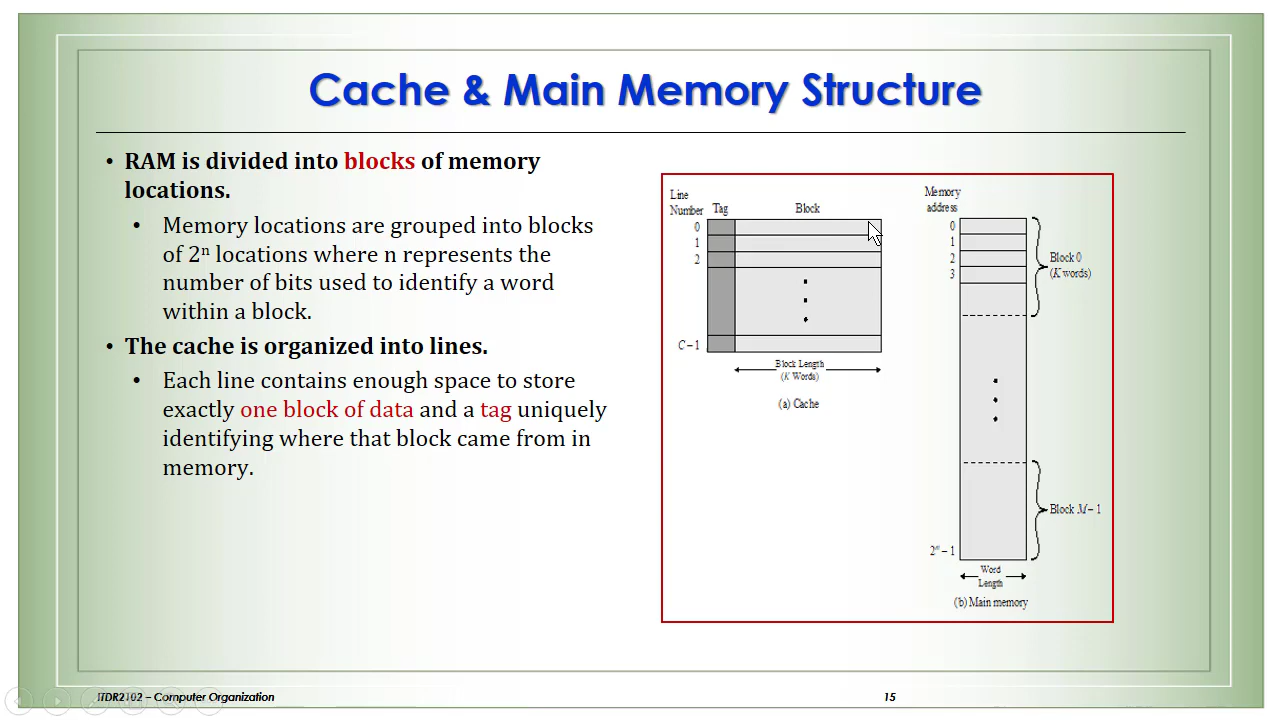 Cache & Main Memory Structure
• RAM is divided into blocks of memory
locations.
• Memory locations are grouped into blocks
of 2ⁿ locations where n represents the
number of bits used to identify a word
within a block.
• The cache is organized into lines.
• Each line contains enough space to store
exactly one block of data and a tag uniquely
identifying where that block came from in
memory.
Line
Number Tag Block
0
1
2
C – 1
Block Length
(K Words)
(a) Cache
Memory
address
0
1
2
3
Block 0
(K words)
Block M – 1
2ⁿ – 1
Word
Length
(b) Main memory
ITDR2102 – Computer Organization
15